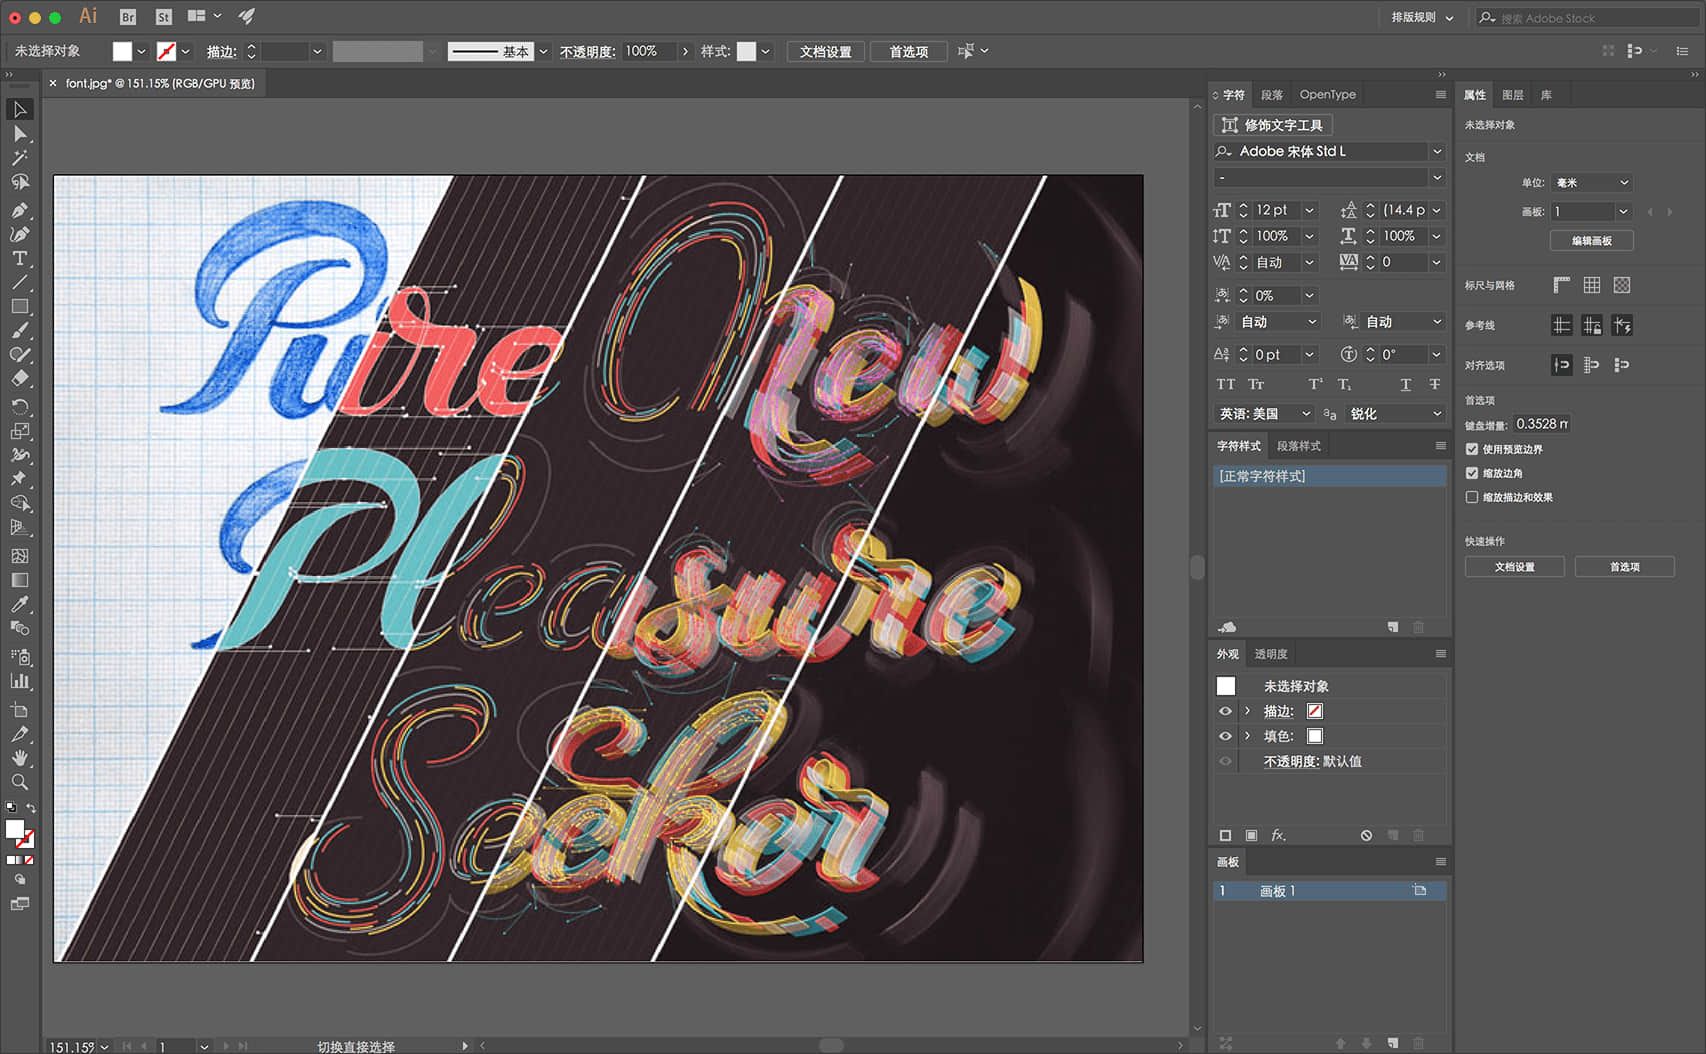 Ai Br St 排版规则 搜索 Adobe Stock
未选择对象 描边: 基本 不透明度: 100% 样式: 文档设置 首选项
× font.jpg* @ 151.15% (RGB/GPU 预览)
Pure
Pleasure
Seeker
字符 段落 OpenType
修饰文字工具
Adobe 宋体 Std L
-
12 pt (14.4 p
100% 100%
自动 0
0%
自动 自动
0 pt 0°
TT Tr T¹ T₁ T T
英语: 美国 aa 锐化
字符样式 段落样式
[正常字符样式]
外观 透明度
未选择对象
描边:
填色:
不透明度: 默认值
fx.
画板
1 画板 1
属性 图层 库
未选择对象
文档
单位: 毫米
画板: 1
编辑画板
标尺与网格
参考线
对齐选项
首选项
键盘增量: 0.3528 m
使用预览边界
缩放边角
缩放描边和效果
快速操作
文档设置 首选项
151.15% 1 切换直接选择